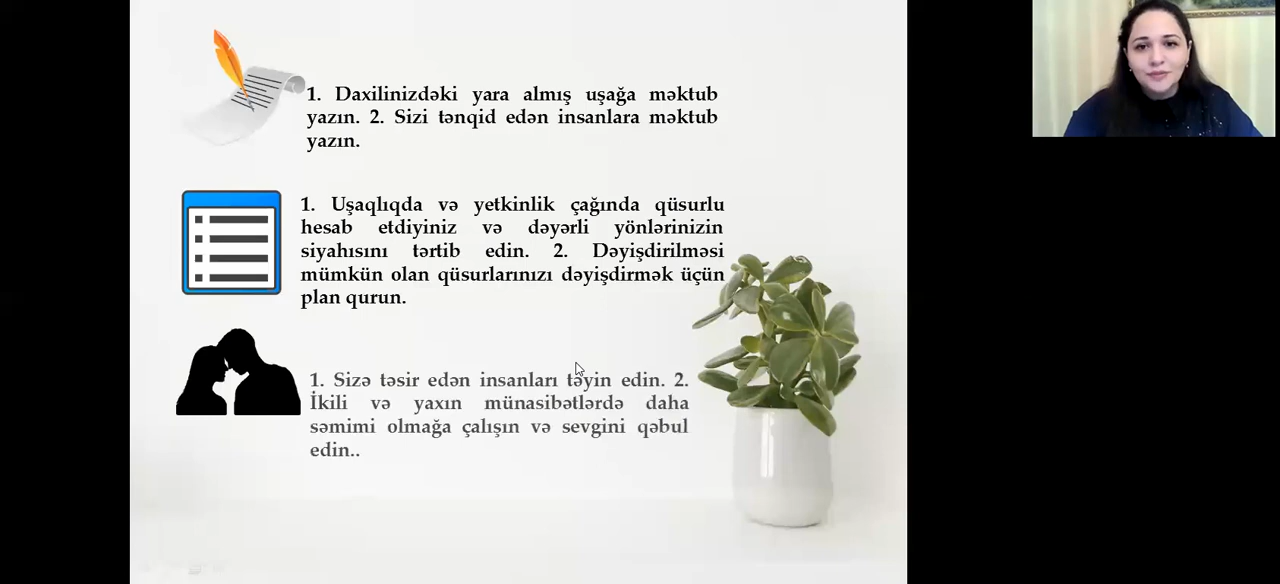 1. Daxilinizdəki yara almış uşağa məktub
yazın. 2. Sizi tənqid edən insanlara məktub
yazın.
1. Uşaqlıqda və yetkinlik çağında qüsurlu
hesab etdiyiniz və dəyərli yönlərinizin
siyahısını tərtib edin. 2. Dəyişdirilməsi
mümkün olan qüsurlarınızı dəyişdirmək üçün
plan qurun.
1. Sizə təsir edən insanları təyin edin. 2.
İkili və yaxın münasibətlərdə daha
səmimi olmağa çalışın və sevgini qəbul
edin..